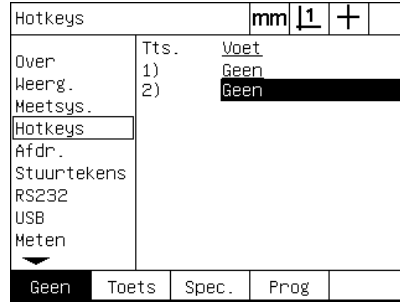 Hotkeys mm 1
Over
Weerg.
Meetsys.
Hotkeys
Afdr.
Stuurtekens
RS232
USB
Meten
Tts. Voet
1) Geen
2) Geen
Geen Toets Spec. Prog